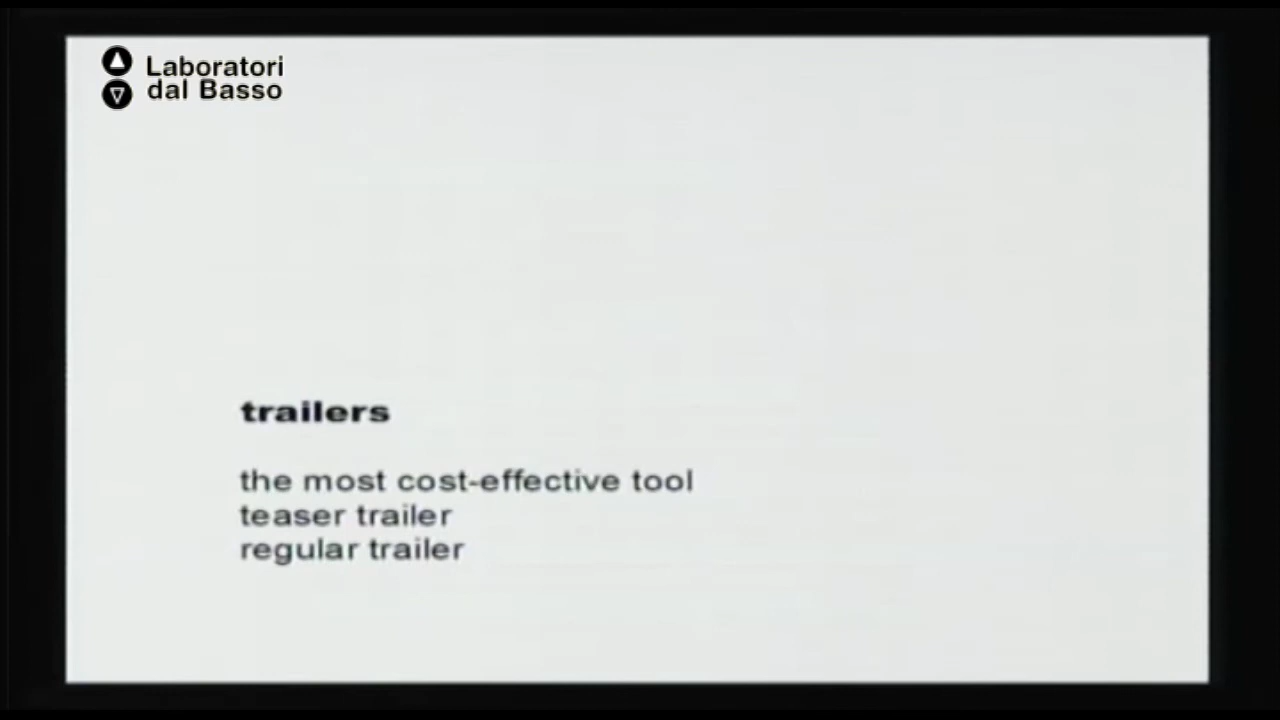 Laboratori
dal Basso
trailers
the most cost-effective tool
teaser trailer
regular trailer